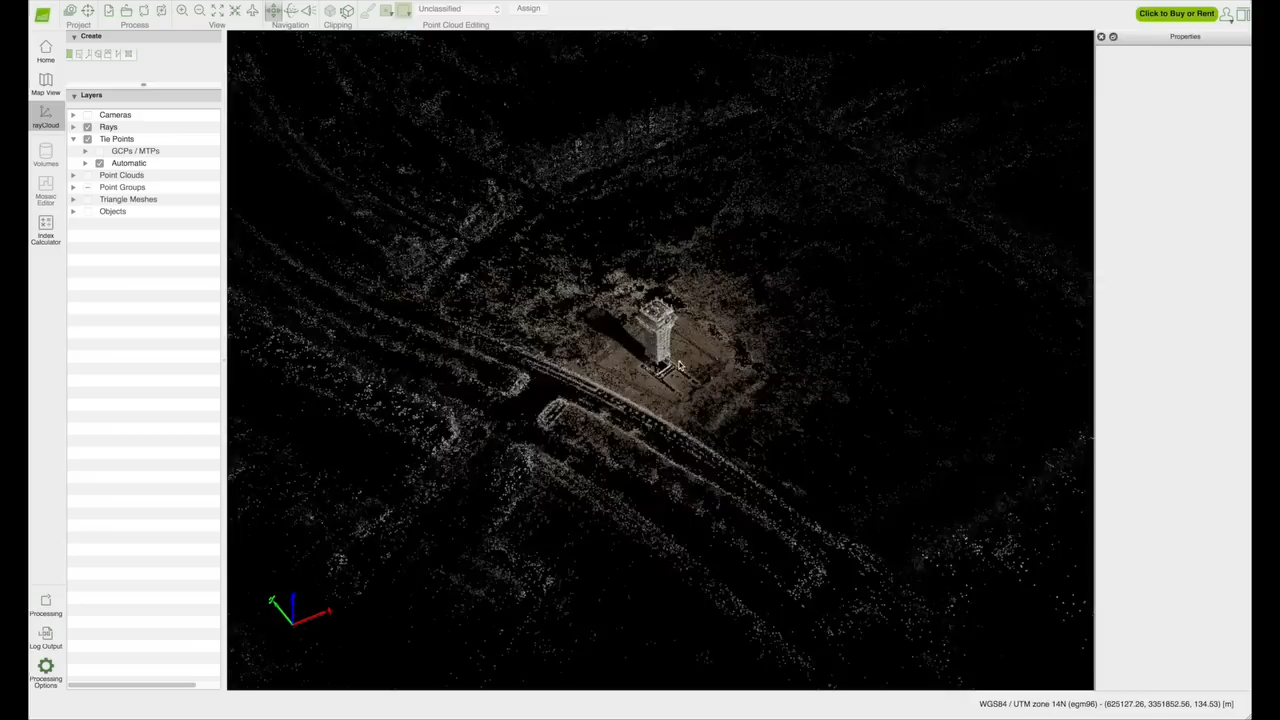 Unclassified
Assign
Click to Buy or Rent
Project
Process
View
Navigation
Clipping
Point Cloud Editing
Create
Properties
Home
Map View
rayCloud
Volumes
Mosaic
Editor
Index
Calculator
Layers
Cameras
Rays
Tie Points
GCPs / MTPs
Automatic
Point Clouds
Point Groups
Triangle Meshes
Objects
Processing
LOG
Log Output
Processing
Options
WGS84 / UTM zone 14N (egm96) - (625127.26, 3351852.56, 134.53) [m]